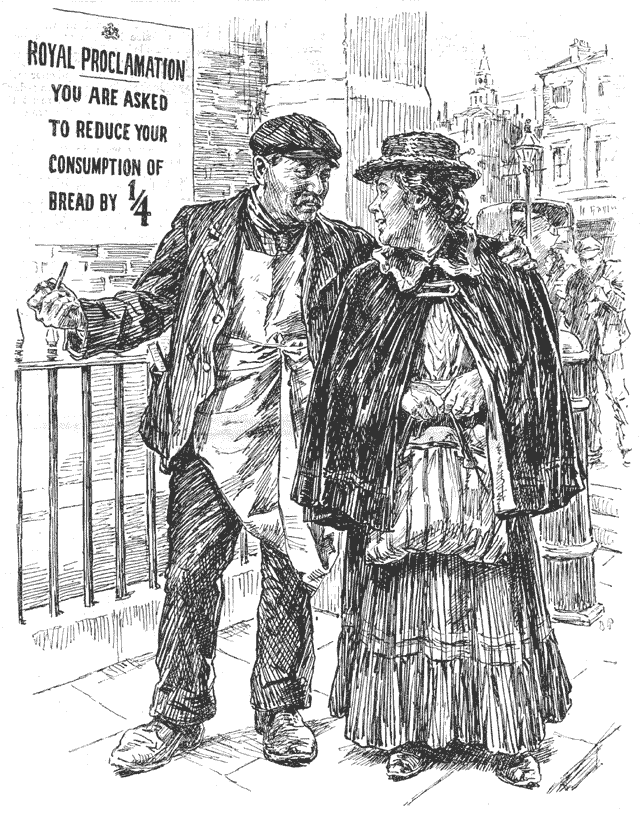 ROYAL PROCLAMATION
YOU ARE ASKED
TO REDUCE YOUR
CONSUMPTION OF
BREAD BY 1/4